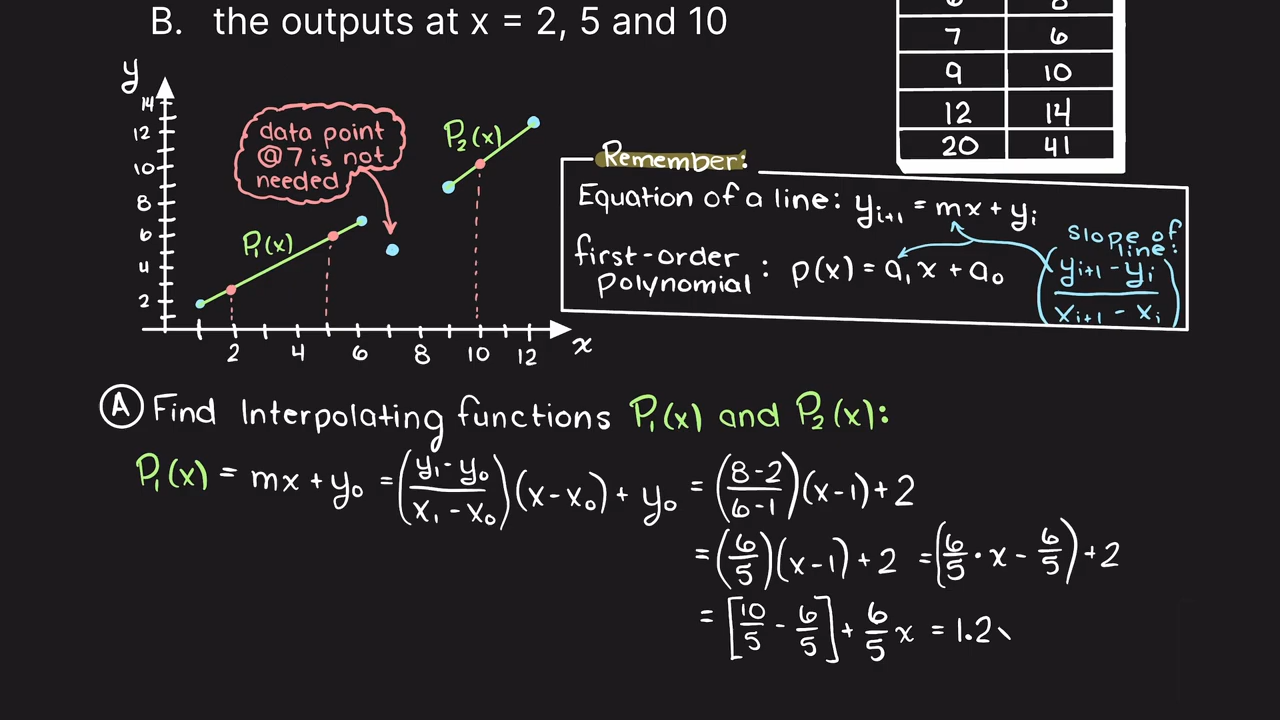 B. the outputs at x = 2, 5 and 10
6 8
7 6
9 10
12 14
20 41
y
14
12
10
8
6
4
2
2 4 6 8 10 12 x
data point
@ 7 is not
needed
P₁(x)
P₂(x)
Remember:
Equation of a line: yᵢ₊₁ = mx + yᵢ
first-order
polynomial : p(x) = a₁x + a₀
slope of
line:
(yᵢ₊₁ - yᵢ / xᵢ₊₁ - xᵢ)
Ⓐ Find Interpolating functions P₁(x) and P₂(x):
P₁(x) = mx + y₀ = (y₁ - y₀ / x₁ - x₀)(x - x₀) + y₀ = (8 - 2 / 6 - 1)(x - 1) + 2
= (6/5)(x - 1) + 2 = (6/5 · x - 6/5) + 2
= [10/5 - 6/5] + 6/5 x = 1.2